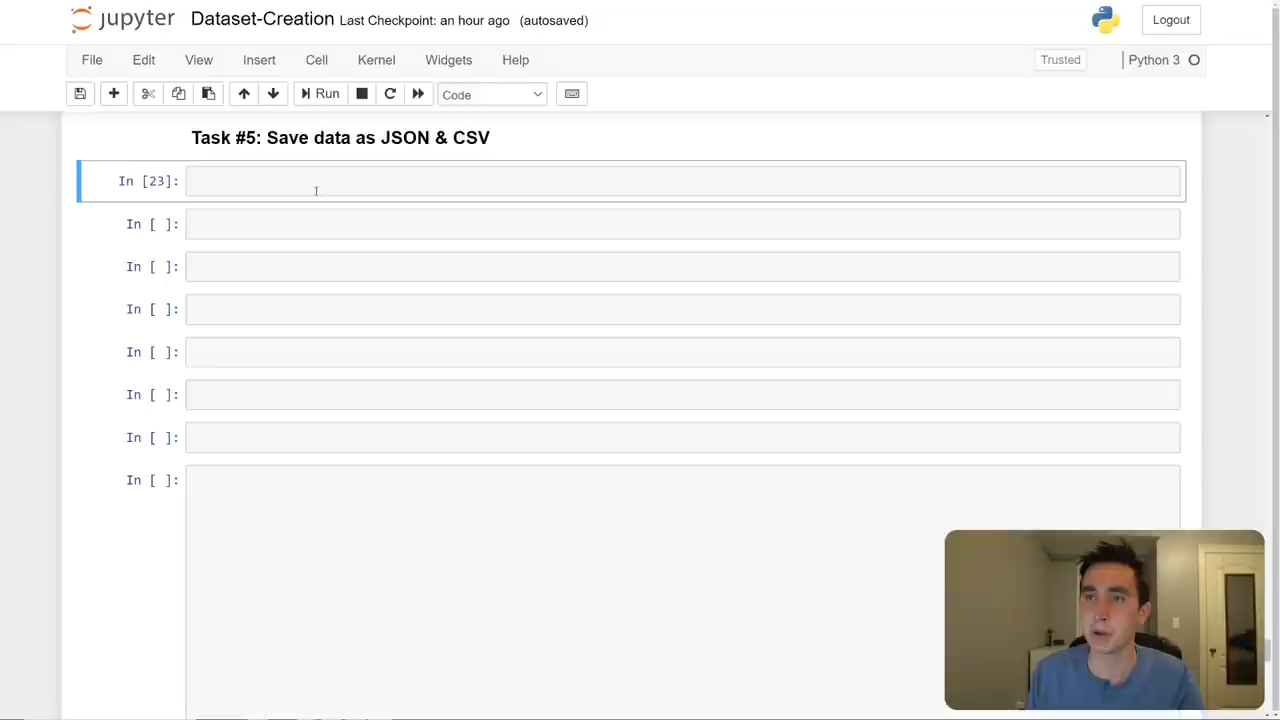 jupyter Dataset-Creation Last Checkpoint: an hour ago (autosaved) Logout
File Edit View Insert Cell Kernel Widgets Help Trusted Python 3
Run Code
Task #5: Save data as JSON & CSV
In [23]:
In [ ]:
In [ ]:
In [ ]:
In [ ]:
In [ ]:
In [ ]:
In [ ]: